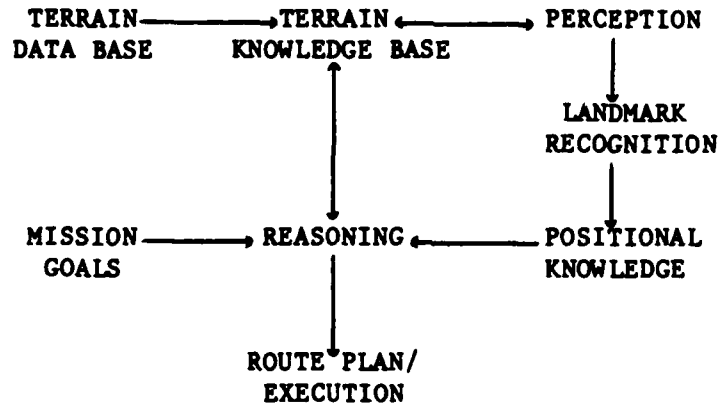 TERRAIN
DATA BASE
TERRAIN
KNOWLEDGE BASE
PERCEPTION
LANDMARK
RECOGNITION
MISSION
GOALS
REASONING
POSITIONAL
KNOWLEDGE
ROUTE PLAN/
EXECUTION